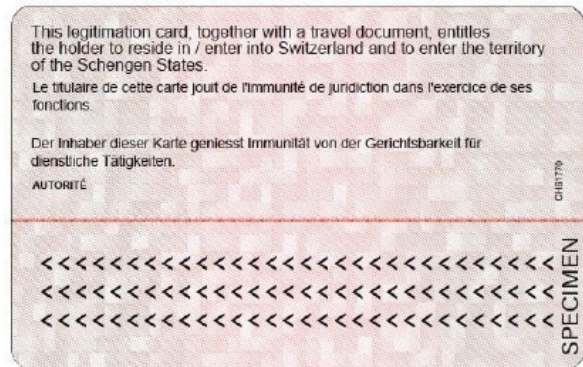 This legitimation card, together with a travel document, entitles
the holder to reside in / enter into Switzerland and to enter the territory
of the Schengen States.
Le titulaire de cette carte jouit de l'immunité de juridiction dans l'exercice de ses
fonctions.
Der Inhaber dieser Karte geniesst Immunität von der Gerichtsbarkeit für
dienstliche Tätigkeiten.
AUTORITÉ
CHS1770
<<<<<<<<<<<<<<<<<<<<<<<<<<<<<<<<<<<<
<<<<<<<<<<<<<<<<<<<<<<<<<<<<<<<<<<<<
<<<<<<<<<<<<<<<<<<<<<<<<<<<<<<<<<<<<
SPECIMEN